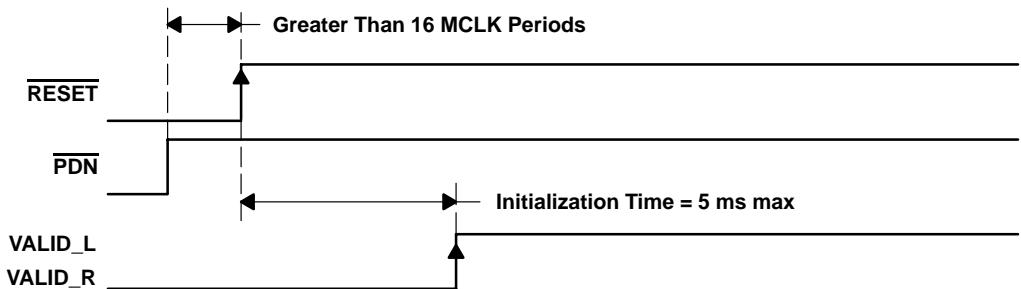 Greater Than 16 MCLK Periods
RESET
PDN
Initialization Time = 5 ms max
VALID_L
VALID_R